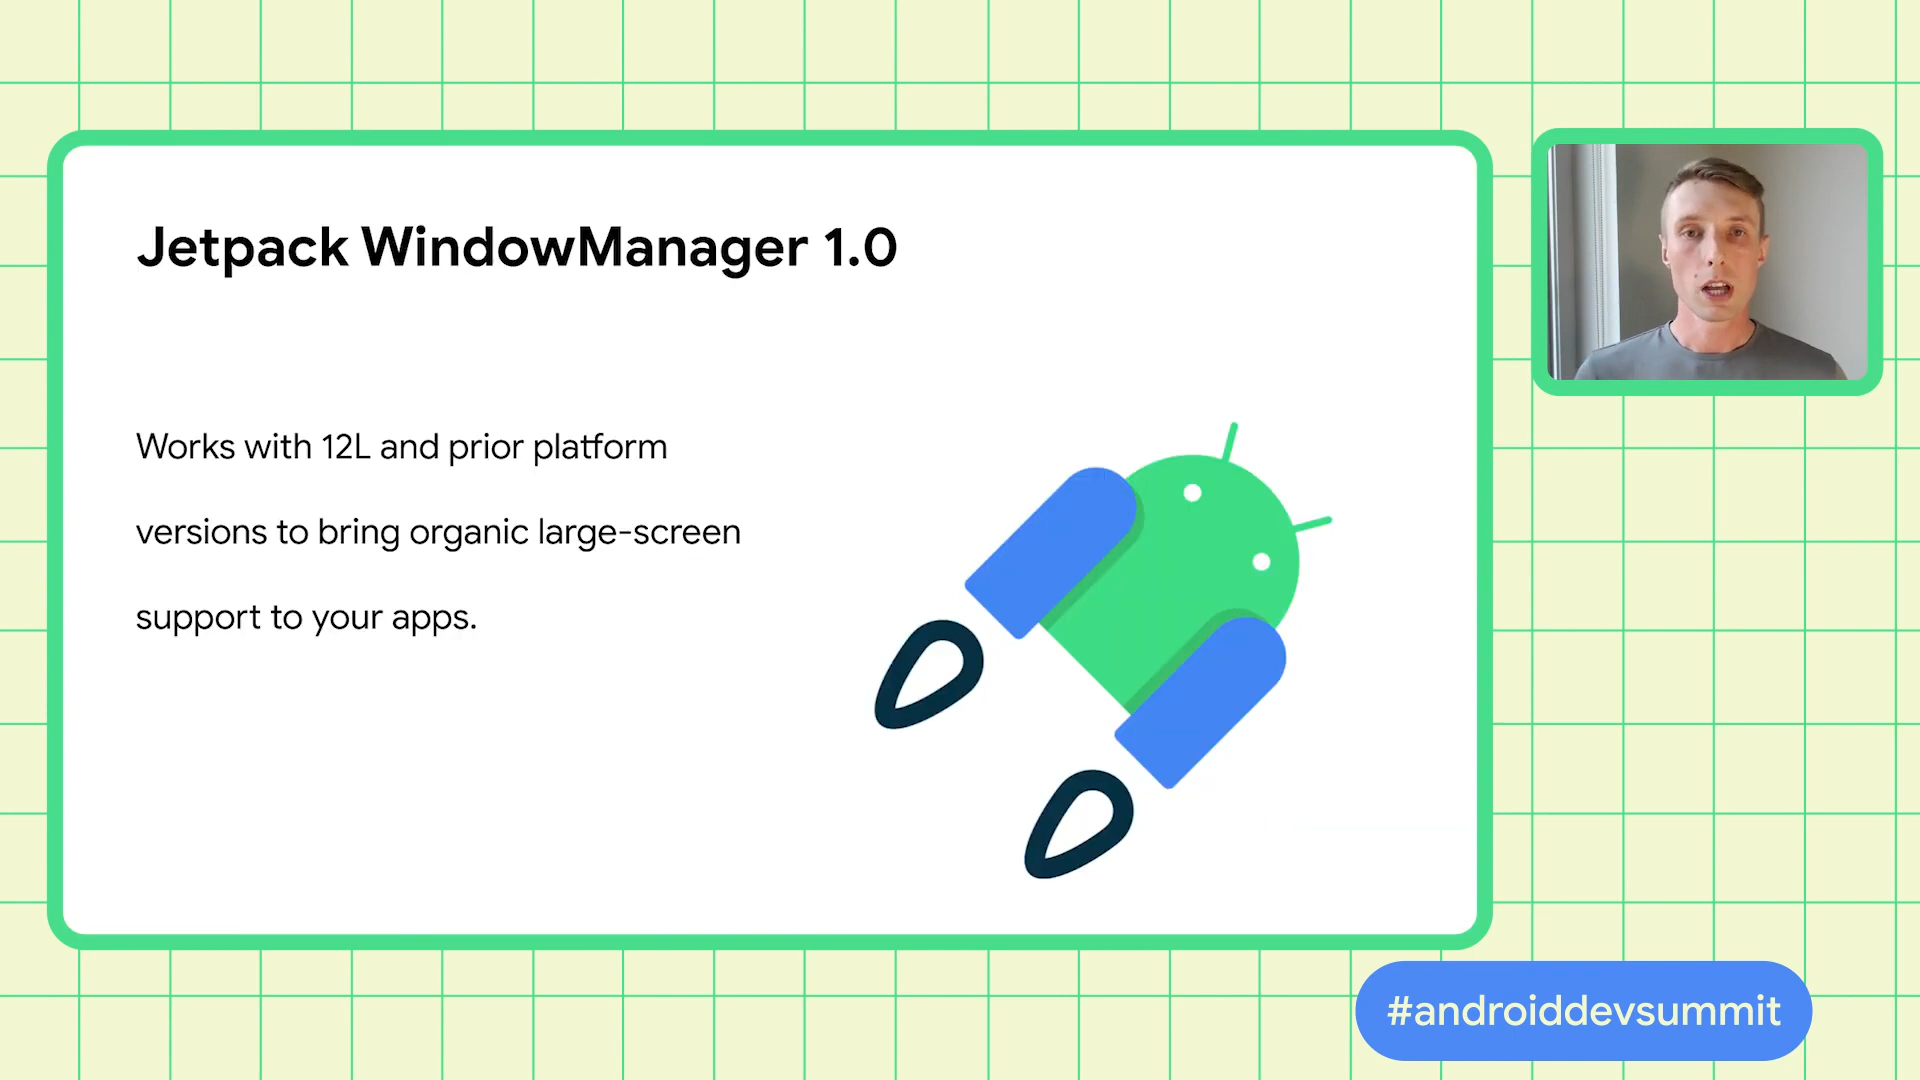 Jetpack WindowManager 1.0
Works with 12L and prior platform
versions to bring organic large-screen
support to your apps.
#androiddevsummit